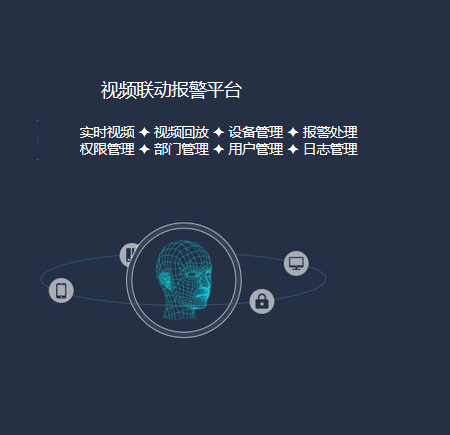 视频联动报警平台
实时视频 ✦ 视频回放 ✦ 设备管理 ✦ 报警处理
权限管理 ✦ 部门管理 ✦ 用户管理 ✦ 日志管理